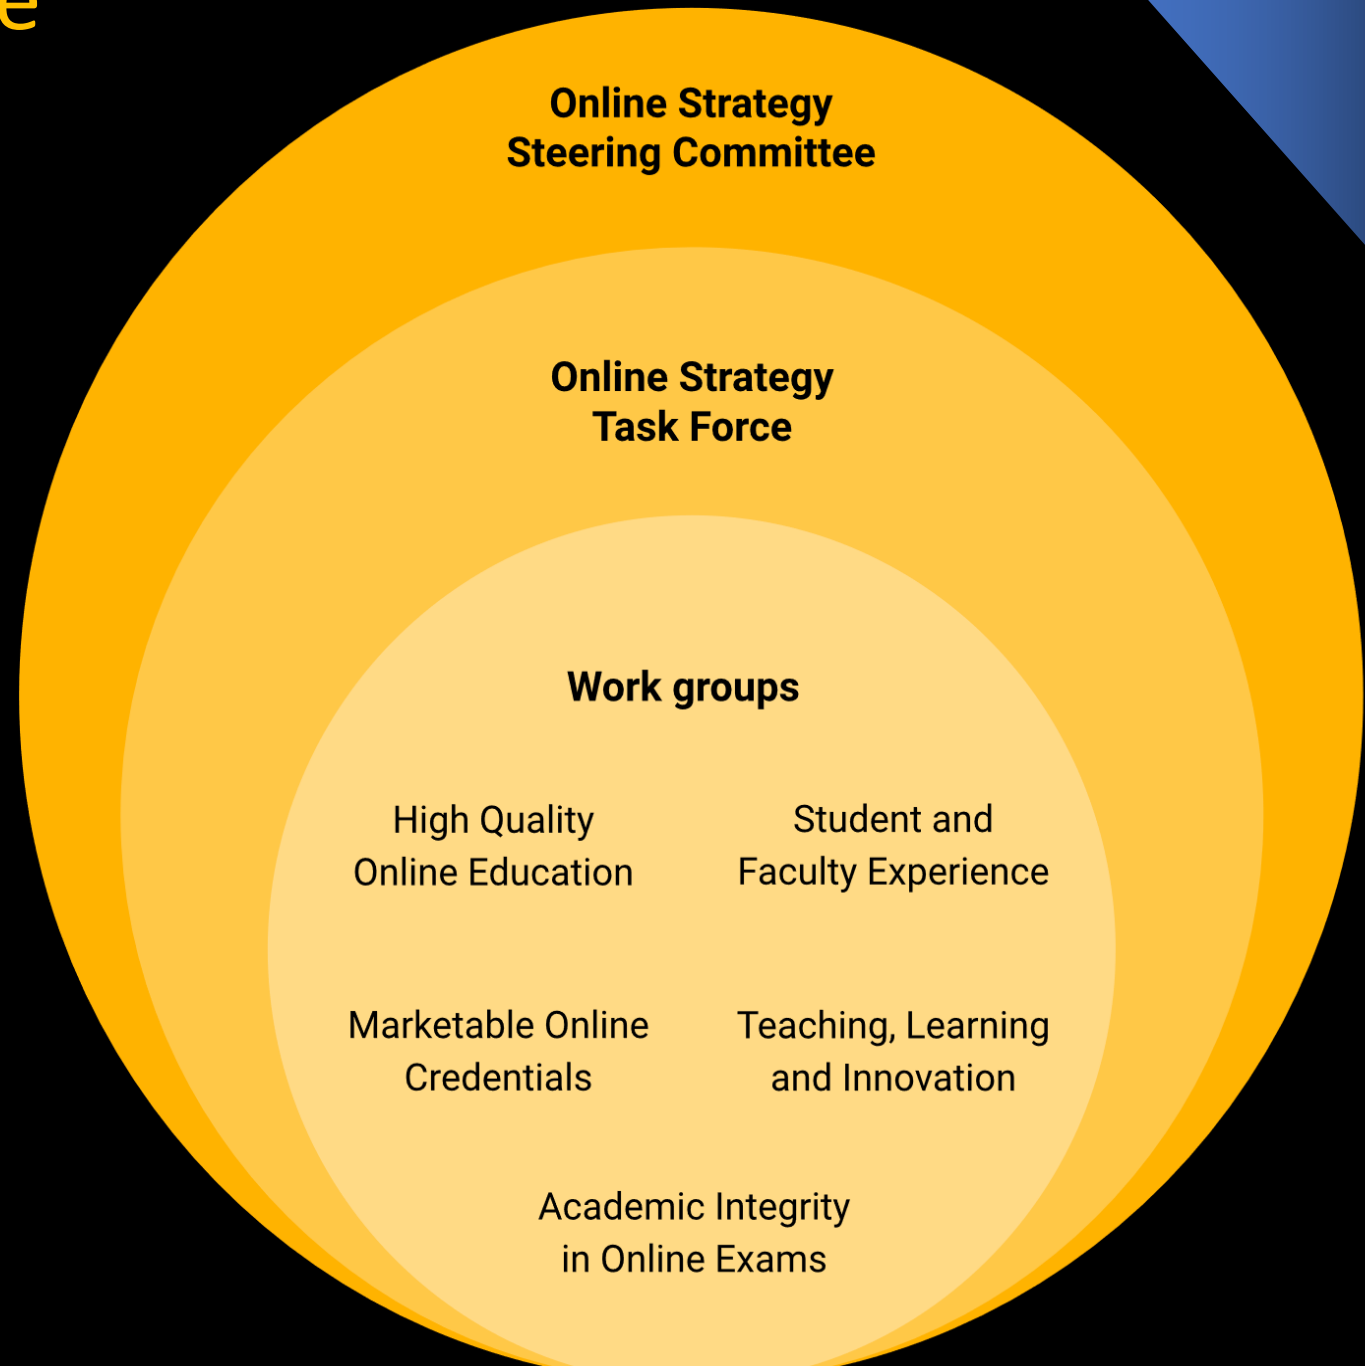 Online Strategy
Steering Committee
Online Strategy
Task Force
Work groups
High Quality
Online Education
Student and
Faculty Experience
Marketable Online
Credentials
Teaching, Learning
and Innovation
Academic Integrity
in Online Exams